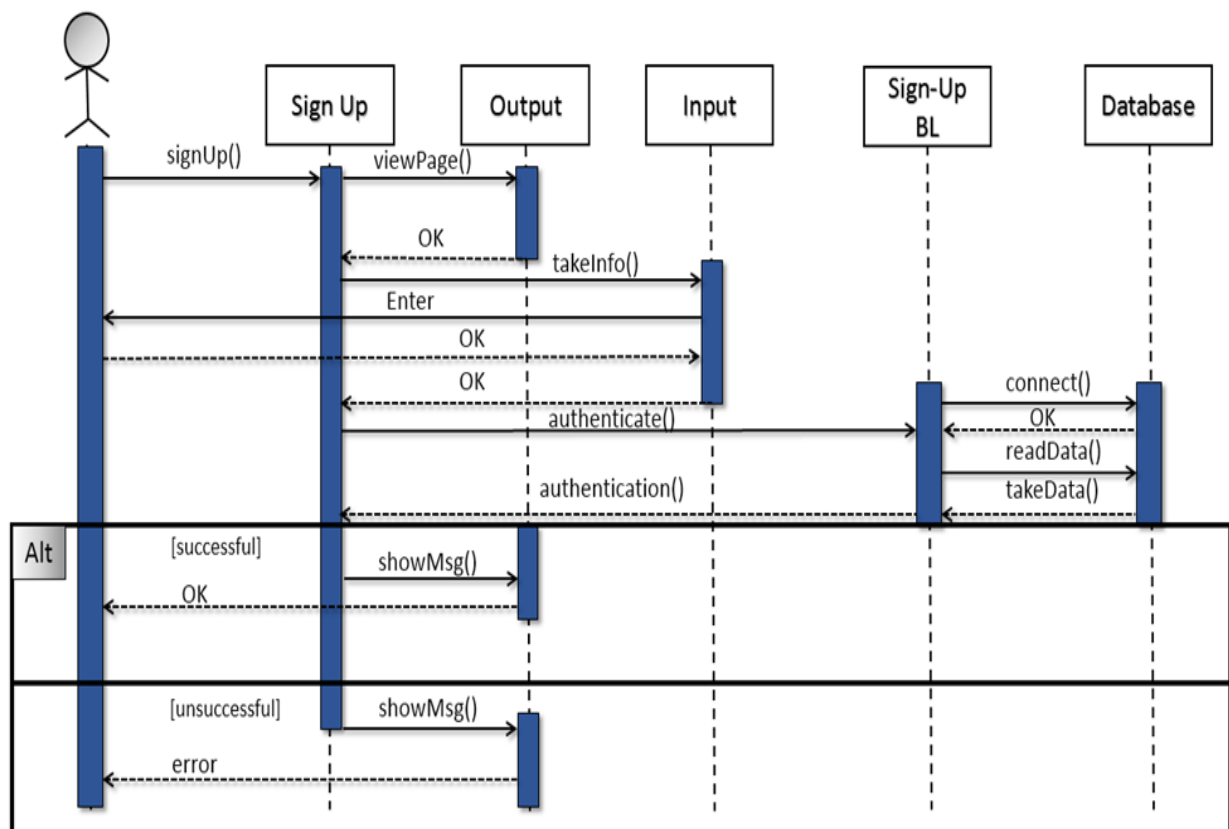 Sign Up
Output
Input
Sign-Up
BL
Database
signUp()
viewPage()
OK
takeInfo()
Enter
OK
OK
connect()
authenticate()
OK
readData()
authentication()
takeData()
Alt
[successful]
showMsg()
OK
[unsuccessful]
showMsg()
error